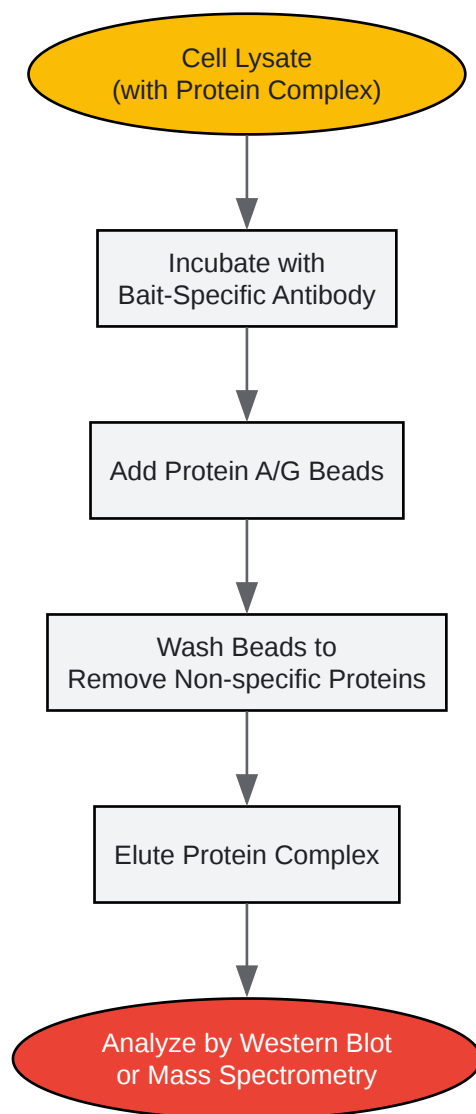 Cell Lysate
(with Protein Complex)
Incubate with
Bait-Specific Antibody
Add Protein A/G Beads
Wash Beads to
Remove Non-specific Proteins
Elute Protein Complex
Analyze by Western Blot
or Mass Spectrometry